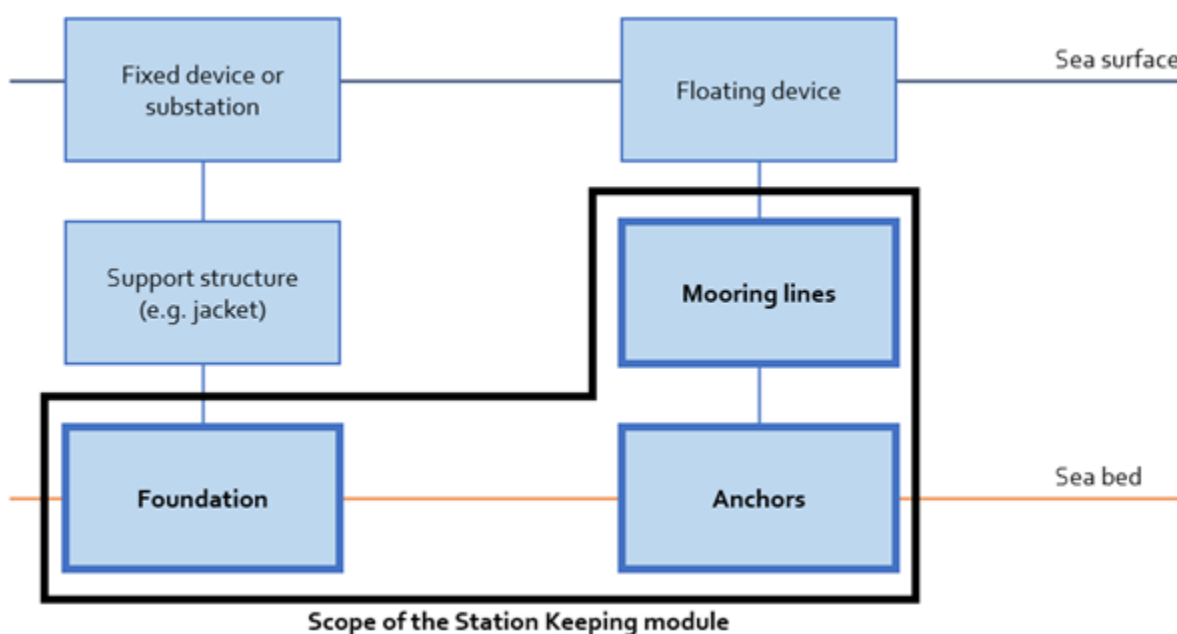 Sea surface
Fixed device or
substation
Floating device
Support structure
(e.g. jacket)
Mooring lines
Sea bed
Foundation
Anchors
Scope of the Station Keeping module